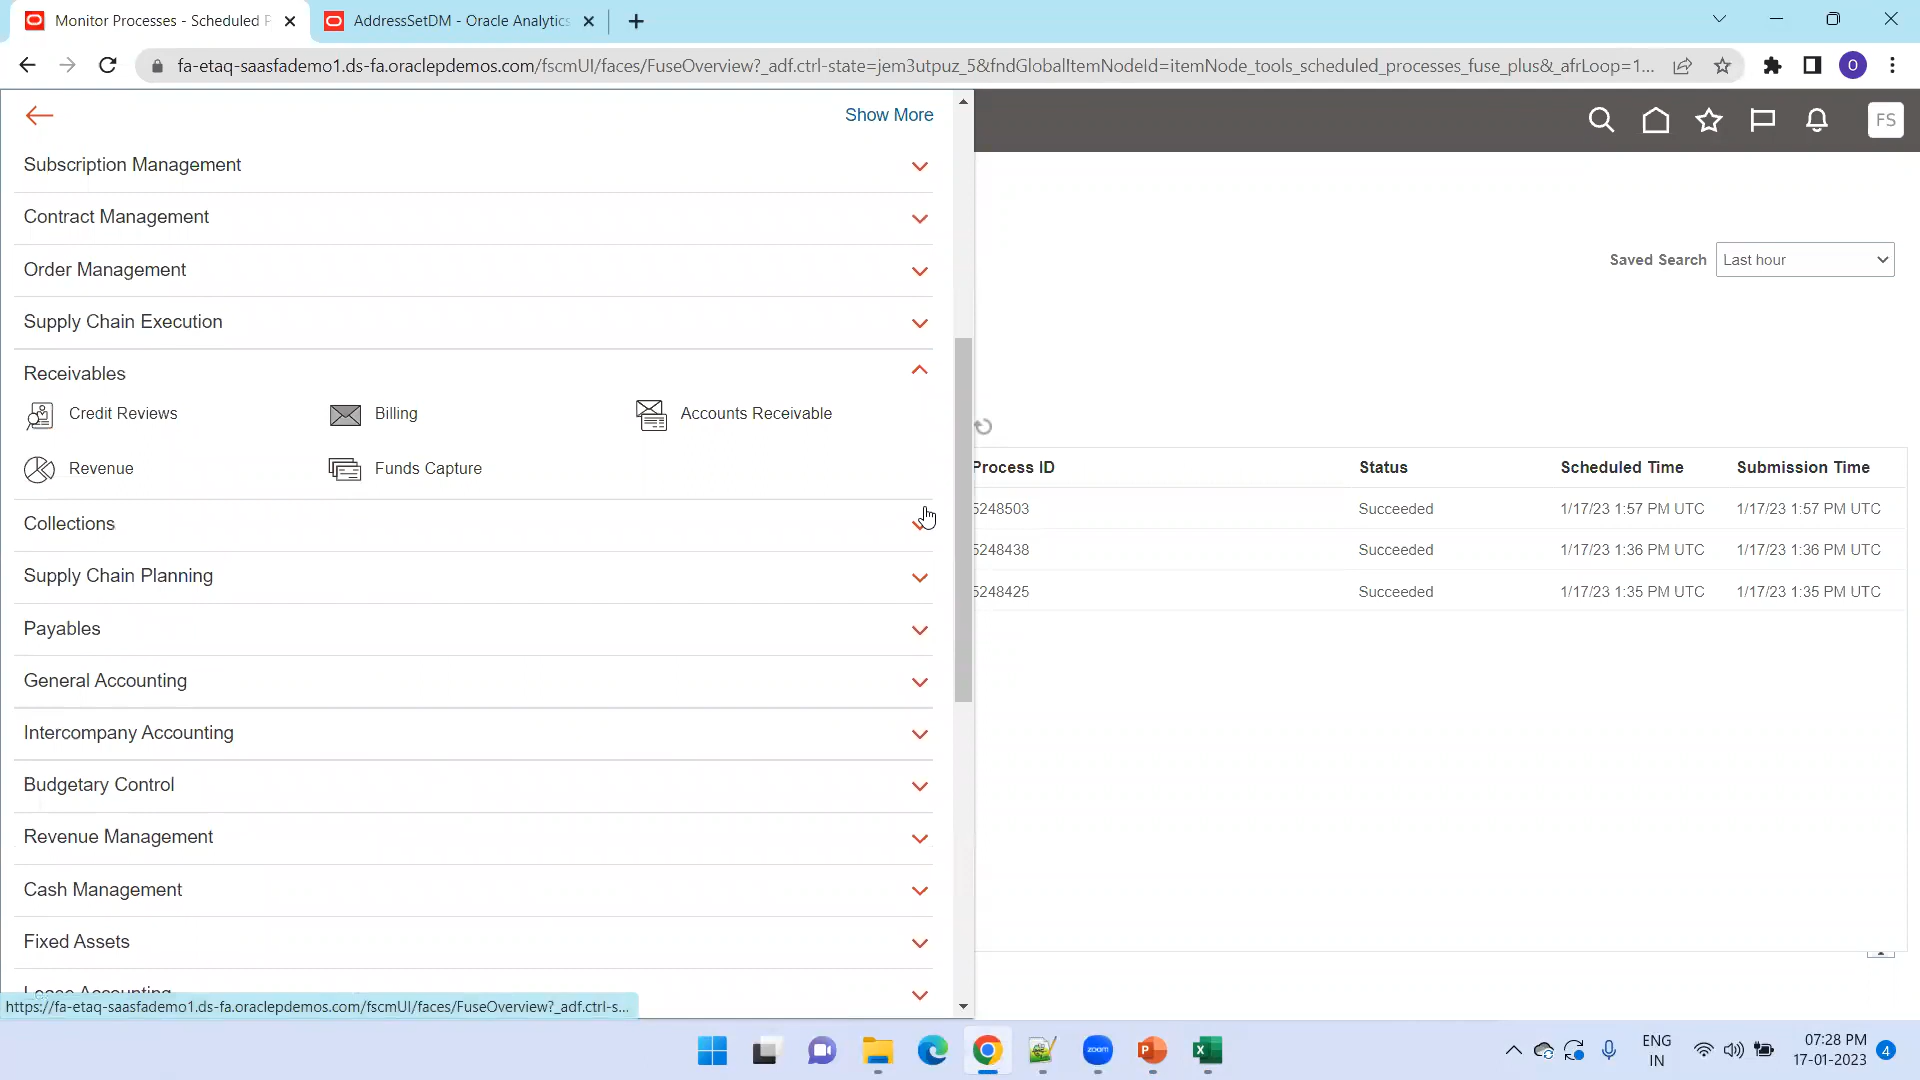 Monitor Processes - Scheduled P
AddressSetDM - Oracle Analytics
fa-etaq-saasfademo1.ds-fa.oraclepdemos.com/fscmUI/faces/FuseOverview?_adf.ctrl-state=jem3utpuz_5&fndGlobalItemNodeId=itemNode_tools_scheduled_processes_fuse_plus&_afrLoop=1...
O
Show More
FS
Subscription Management
Contract Management
Order Management
Supply Chain Execution
Receivables
Credit Reviews
Billing
Accounts Receivable
Revenue
Funds Capture
Collections
Supply Chain Planning
Payables
General Accounting
Intercompany Accounting
Budgetary Control
Revenue Management
Cash Management
Fixed Assets
Lease Accounting
https://fa-etaq-saasfademo1.ds-fa.oraclepdemos.com/fscmUI/faces/FuseOverview?_adf.ctrl-s...
Saved Search Last hour
Process ID Status Scheduled Time Submission Time
5248503 Succeeded 1/17/23 1:57 PM UTC 1/17/23 1:57 PM UTC
5248438 Succeeded 1/17/23 1:36 PM UTC 1/17/23 1:36 PM UTC
5248425 Succeeded 1/17/23 1:35 PM UTC 1/17/23 1:35 PM UTC
zoom
ENG
IN
07:28 PM
17-01-2023
4